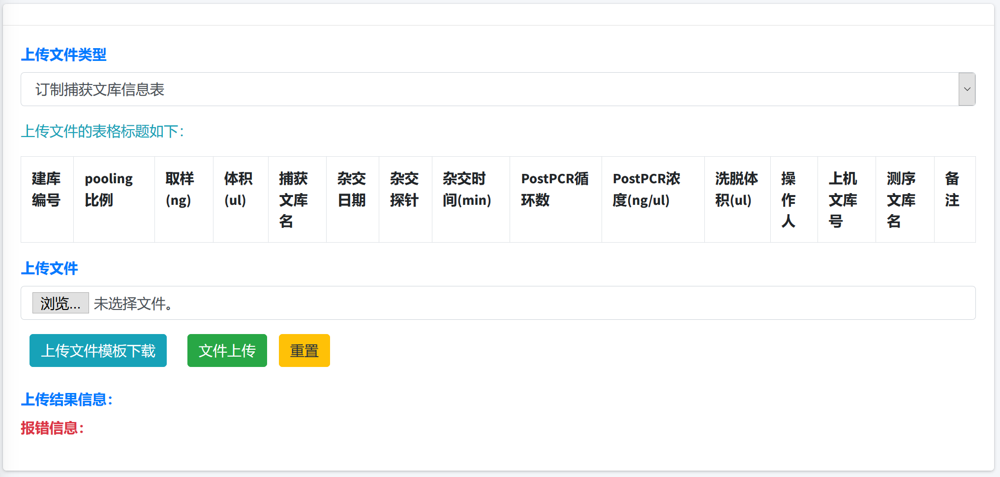 上传文件类型
订制捕获文库信息表
上传文件的表格标题如下：
建库编号 pooling比例 取样(ng) 体积(ul) 捕获文库名 杂交日期 杂交探针 杂交时间(min) PostPCR循环数 PostPCR浓度(ng/ul) 洗脱体积(ul) 操作人 上机文库号 测序文库名 备注
上传文件
浏览... 未选择文件。
上传文件模板下载 文件上传 重置
上传结果信息：
报错信息：